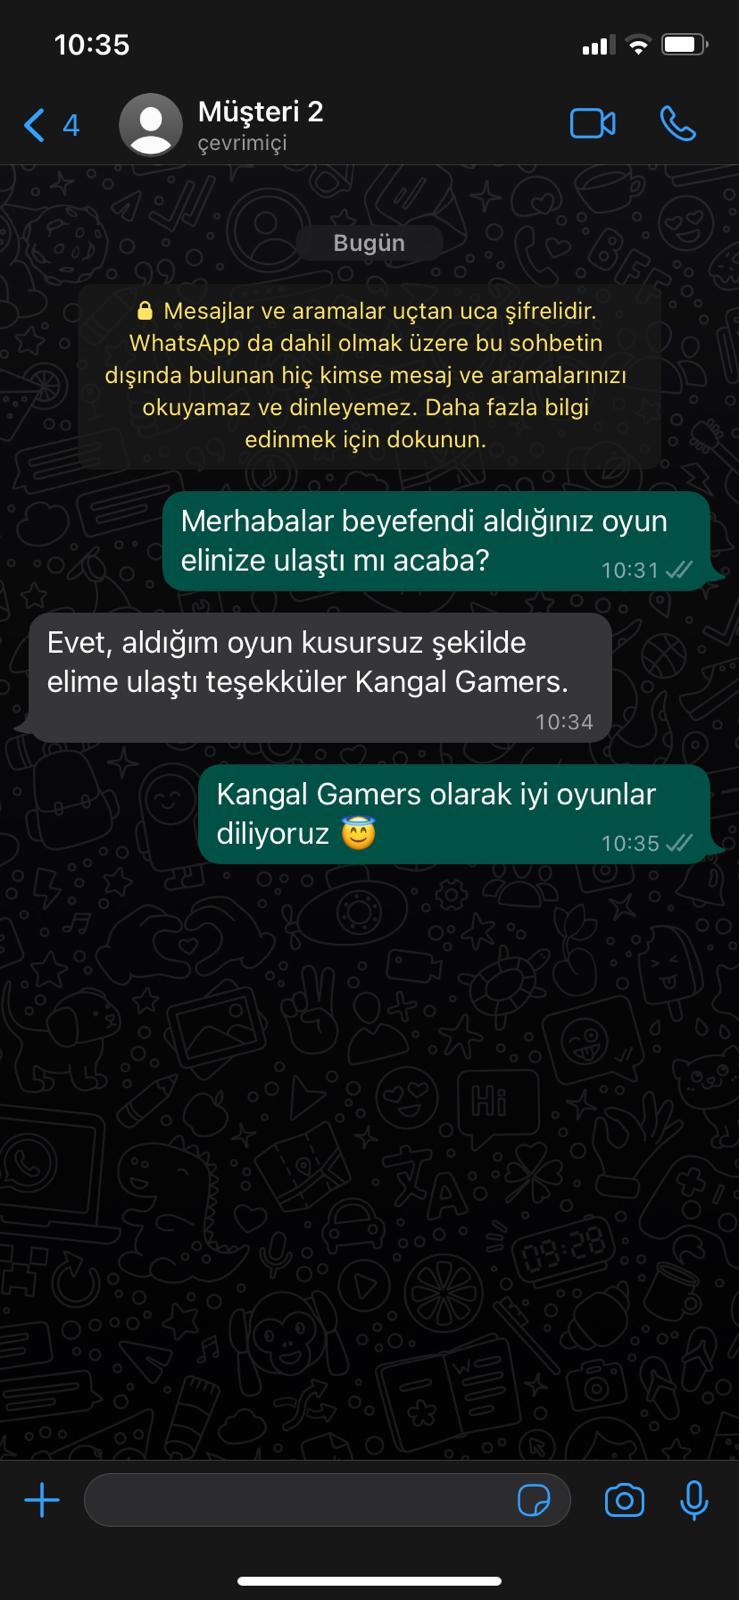 10:35
4
Müşteri 2
çevrimiçi
Bugün
Mesajlar ve aramalar uçtan uca şifrelidir.
WhatsApp da dahil olmak üzere bu sohbetin
dışında bulunan hiç kimse mesaj ve aramalarınızı
okuyamaz ve dinleyemez. Daha fazla bilgi
edinmek için dokunun.
Merhabalar beyefendi aldığınız oyun
elinize ulaştı mı acaba?
10:31
Evet, aldığım oyun kusursuz şekilde
elime ulaştı teşekküler Kangal Gamers.
10:34
Kangal Gamers olarak iyi oyunlar
diliyoruz 😇
10:35
Hi
09:28